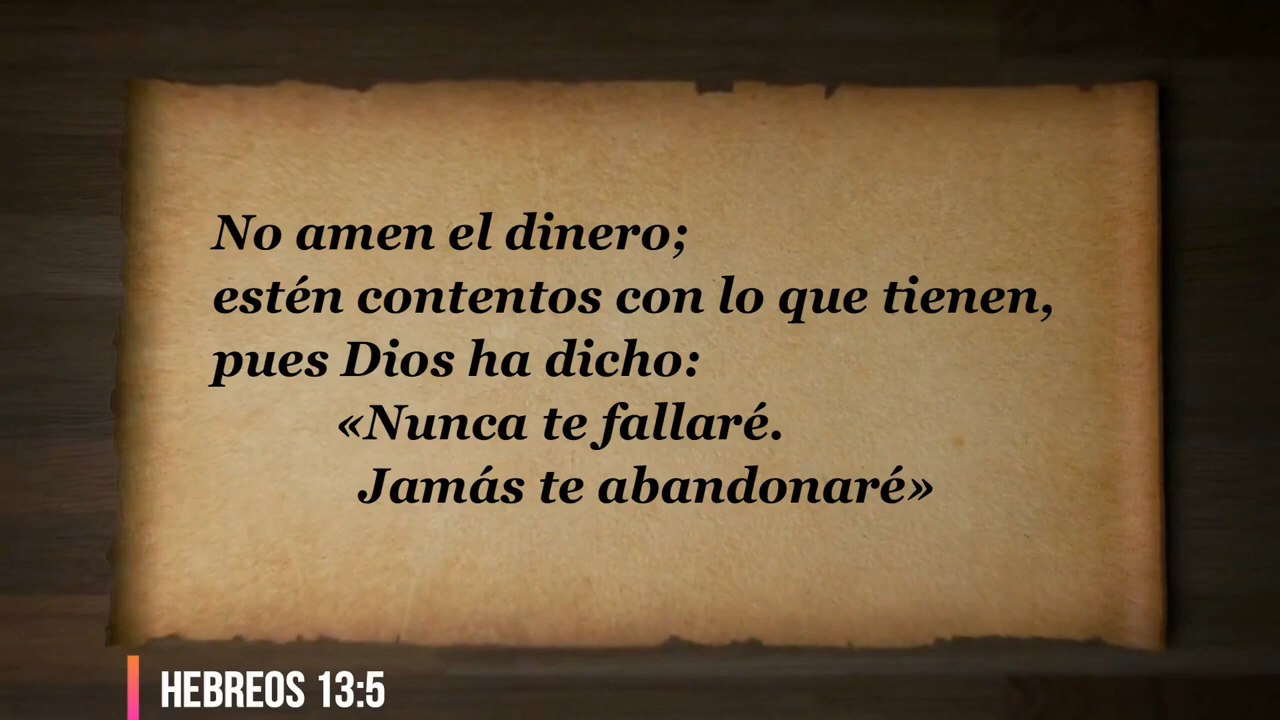 No amen el dinero;
estén contentos con lo que tienen,
pues Dios ha dicho:
«Nunca te fallaré.
Jamás te abandonaré»
HEBREOS 13:5